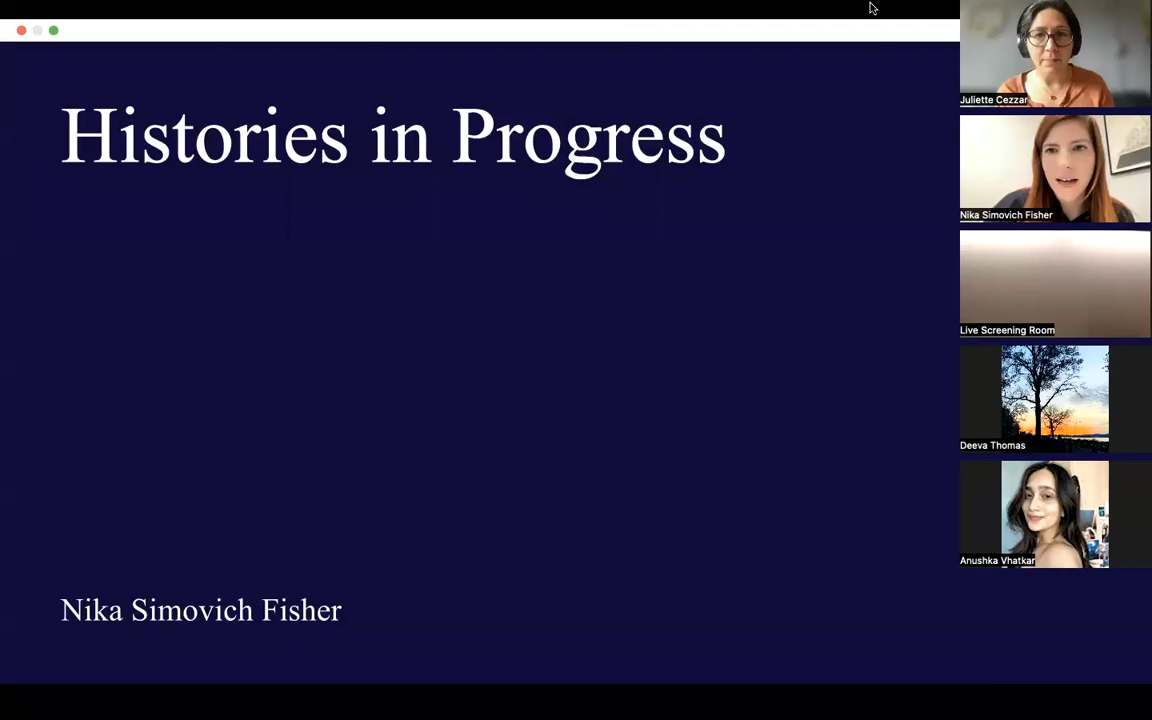 Histories in Progress
Nika Simovich Fisher
Juliette Cezzar
Nika Simovich Fisher
Live Screening Room
Deeva Thomas
Anushka Vhatkar